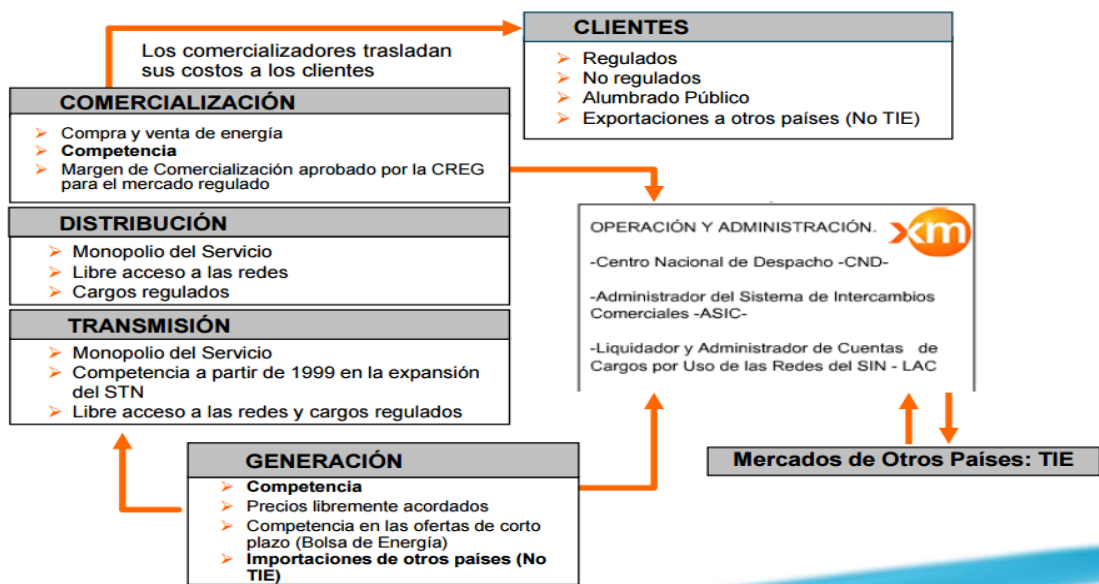 Los comercializadores trasladan
sus costos a los clientes
CLIENTES
Regulados
No regulados
Alumbrado Público
Exportaciones a otros países (No TIE)
COMERCIALIZACIÓN
Compra y venta de energía
Competencia
Margen de Comercialización aprobado por la CREG
para el mercado regulado
DISTRIBUCIÓN
Monopolio del Servicio
Libre acceso a las redes
Cargos regulados
TRANSMISIÓN
Monopolio del Servicio
Competencia a partir de 1999 en la expansión
del STN
Libre acceso a las redes y cargos regulados
OPERACIÓN Y ADMINISTRACIÓN.
xm
-Centro Nacional de Despacho -CND-
-Administrador del Sistema de Intercambios
Comerciales -ASIC-
-Liquidador y Administrador de Cuentas de
Cargos por Uso de las Redes del SIN - LAC
Mercados de Otros Países: TIE
GENERACIÓN
Competencia
Precios libremente acordados
Competencia en las ofertas de corto
plazo (Bolsa de Energía)
Importaciones de otros países (No
TIE)